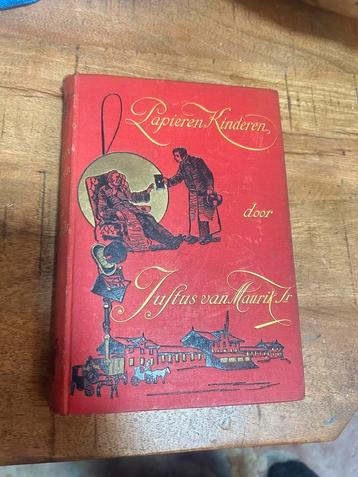 Papieren Kinderen
door
Justus van Maurik Jr